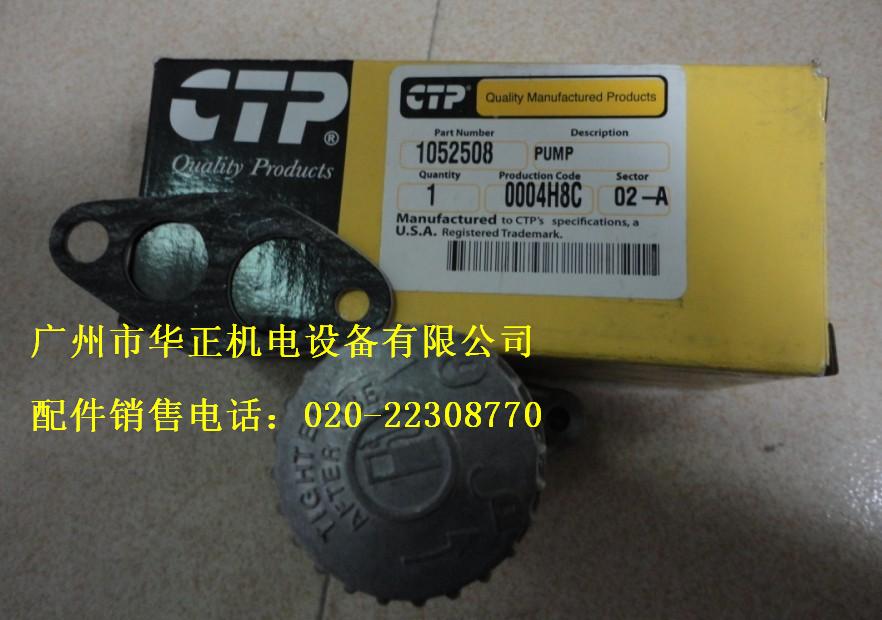 CTP®
Quality Products
CTP® Quality Manufactured Products
Part Number Description
1052508 PUMP
Quantity Production Code Sector
1 0004H8C 02-A
Manufactured to CTP's specifications, a
U.S.A. Registered Trademark.
广州市华正机电设备有限公司
配件销售电话：020-22308770
TIGHTE
AFTER